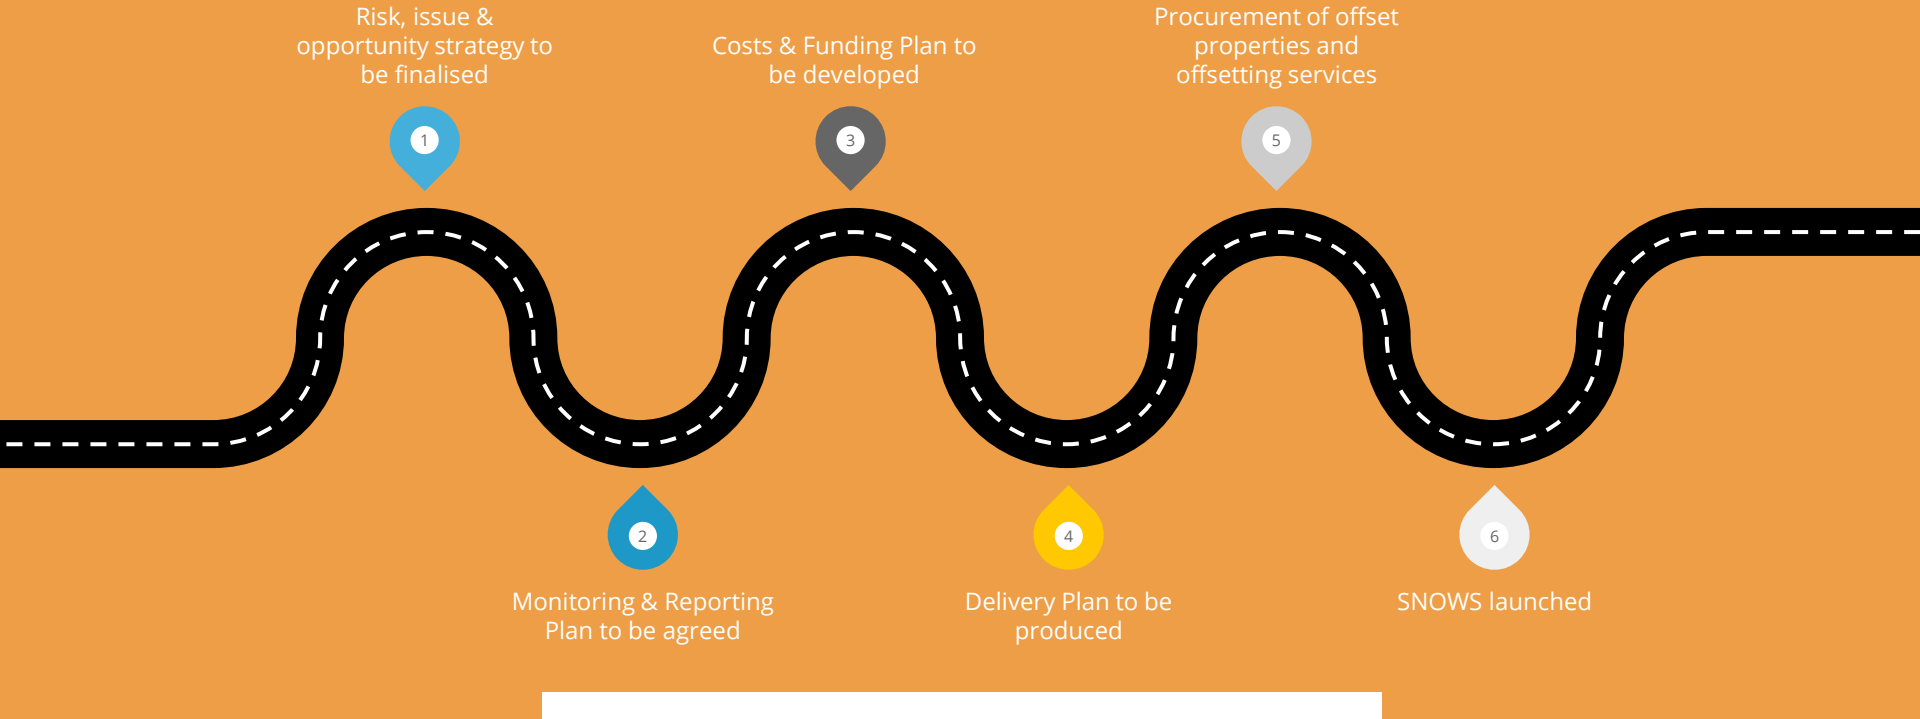 Risk, issue &
opportunity strategy to
be finalised
1
Monitoring & Reporting
Plan to be agreed
2
Costs & Funding Plan to
be developed
3
Delivery Plan to be
produced
4
Procurement of offset
properties and
offsetting services
5
SNOWS launched
6